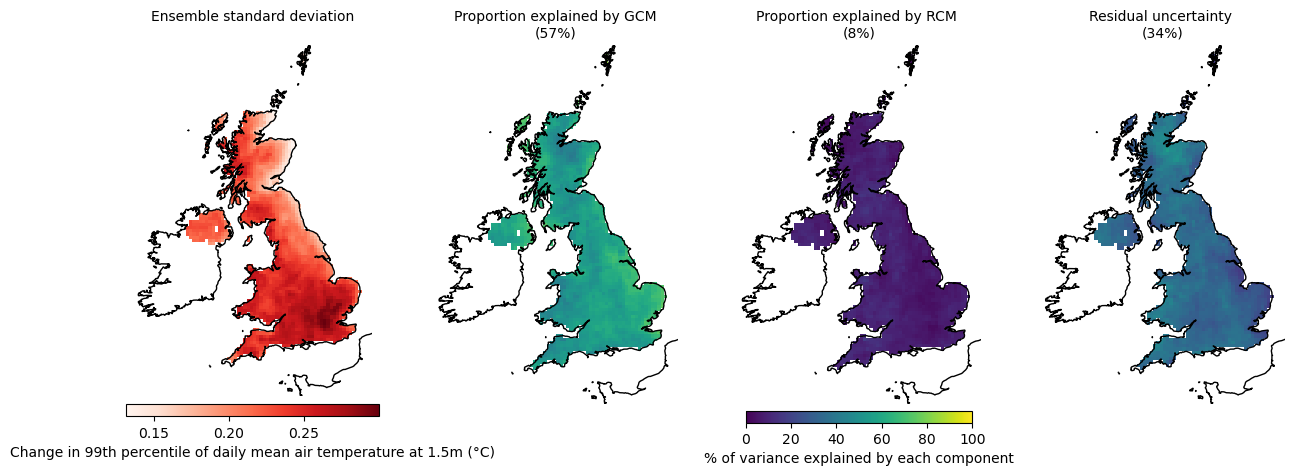 Ensemble standard deviation
Proportion explained by GCM
(57%)
Proportion explained by RCM
(8%)
Residual uncertainty
(34%)
0.15 0.20 0.25
Change in 99th percentile of daily mean air temperature at 1.5m (°C)
0 20 40 60 80 100
% of variance explained by each component